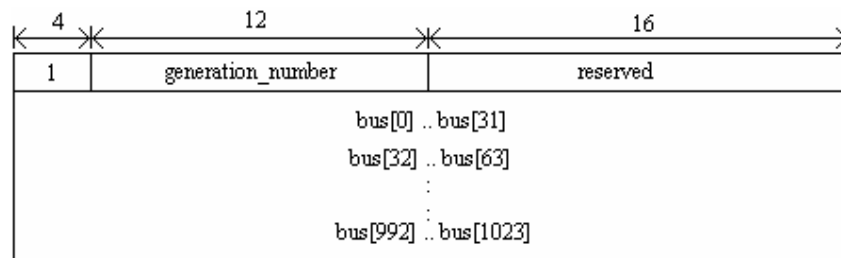 4 12 16
1 generation_number reserved
bus[0] .. bus[31]
bus[32] .. bus[63]
:
:
bus[992] .. bus[1023]